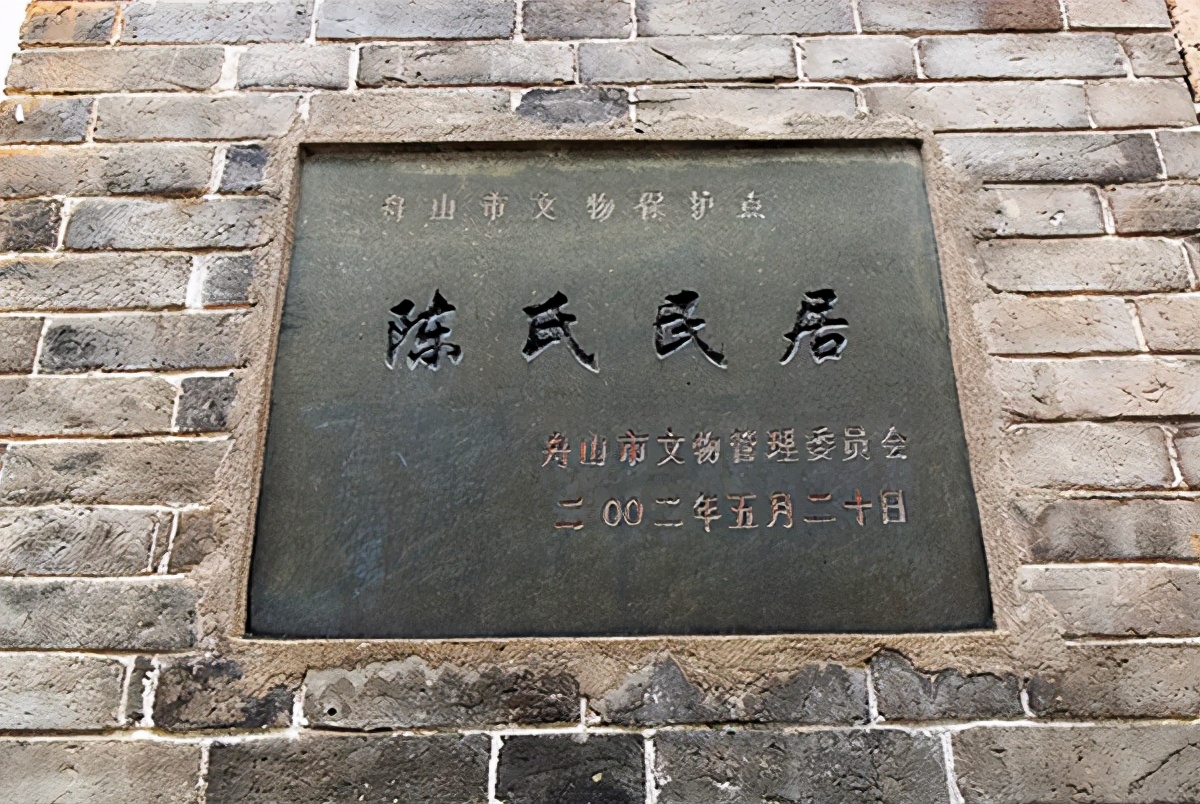 舟山市文物保护点
陈氏民居
舟山市文物管理委员会
二00二年五月二十日